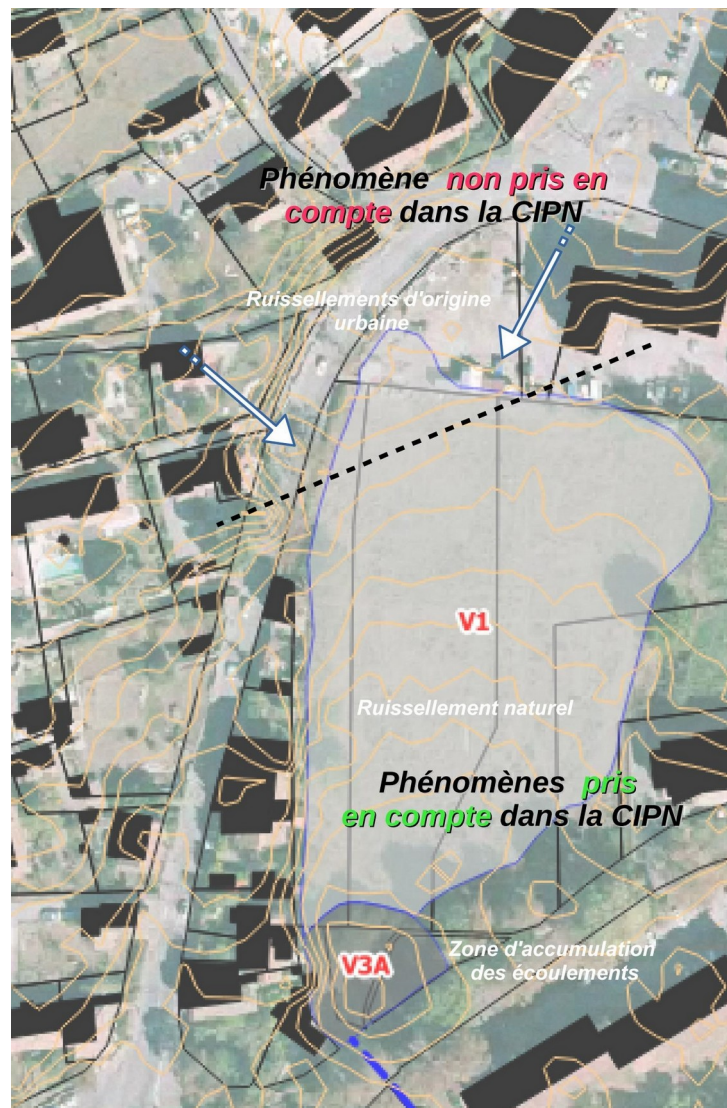 Phénomène non pris en
compte dans la CIPN
Ruissellements d'origine
urbaine
V1
Ruissellement naturel
Phénomènes pris
en compte dans la CIPN
Zone d'accumulation
des écoulements
V3A